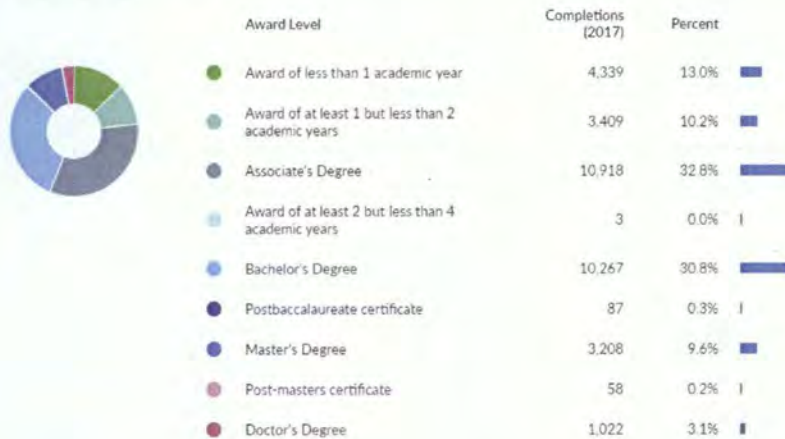 Award Level Completions (2017) Percent
Award of less than 1 academic year 4,339 13.0%
Award of at least 1 but less than 2
academic years 3,409 10.2%
Associate's Degree 10,918 32.8%
Award of at least 2 but less than 4
academic years 3 0.0%
Bachelor's Degree 10,267 30.8%
Postbaccalaureate certificate 87 0.3%
Master's Degree 3,208 9.6%
Post-masters certificate 58 0.2%
Doctor's Degree 1,022 3.1%